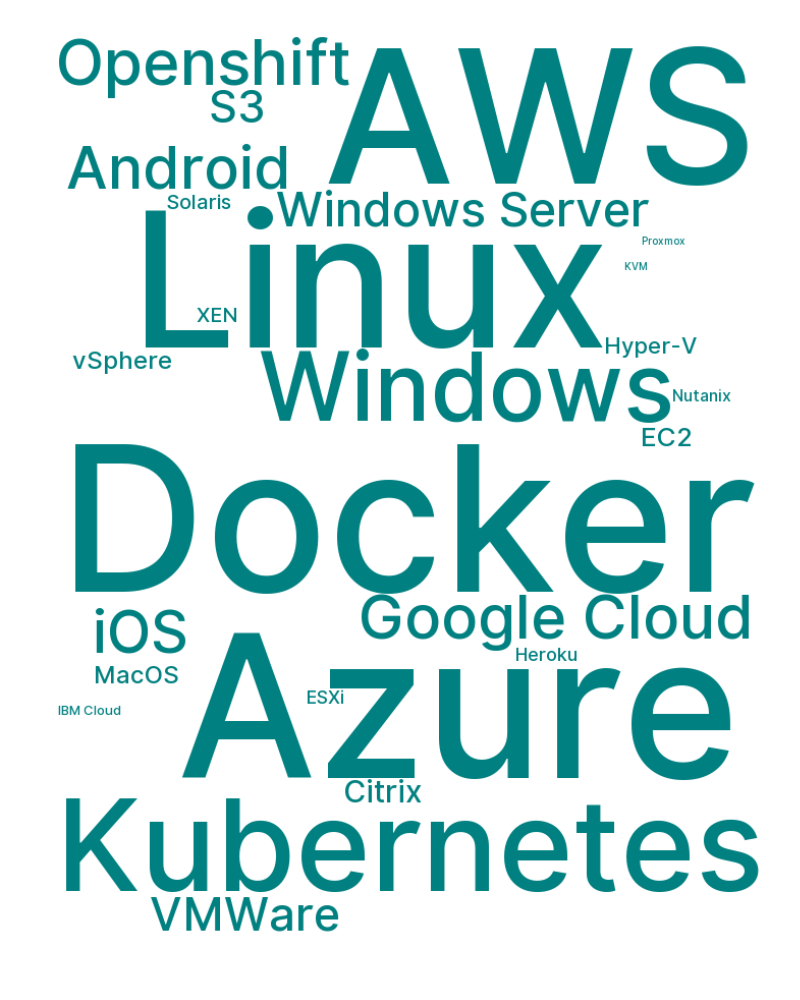 Openshift
AWS
S3
Android
Solaris
Windows Server
Linux
Proxmox
KVM
XEN
Hyper-V
vSphere
Windows
Nutanix
EC2
Docker
iOS
Google Cloud
Heroku
MacOS
Azure
ESXi
IBM Cloud
Citrix
Kubernetes
VMWare